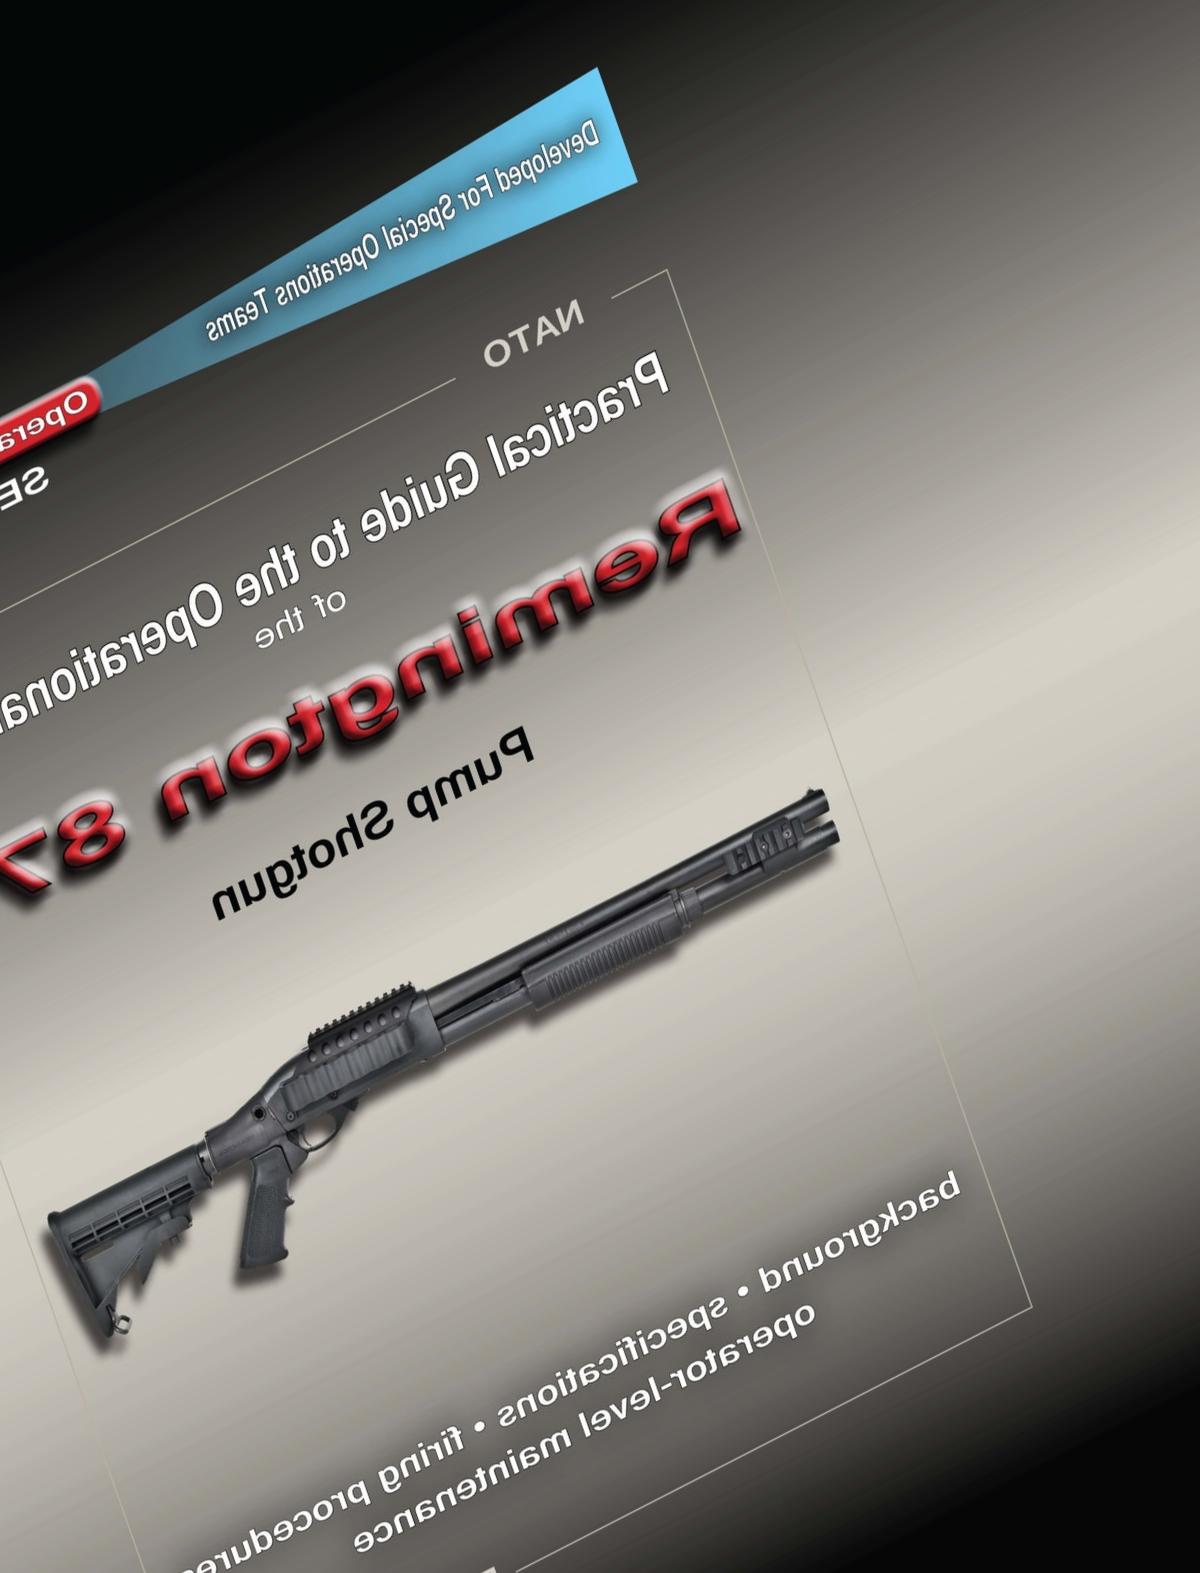 Developed For Special Operations Teams
Opera
SE
NATO
Practical Guide to the Operational
of the
Remington 87
Pump Shotgun
background • specifications • firing procedures
operator-level maintenance